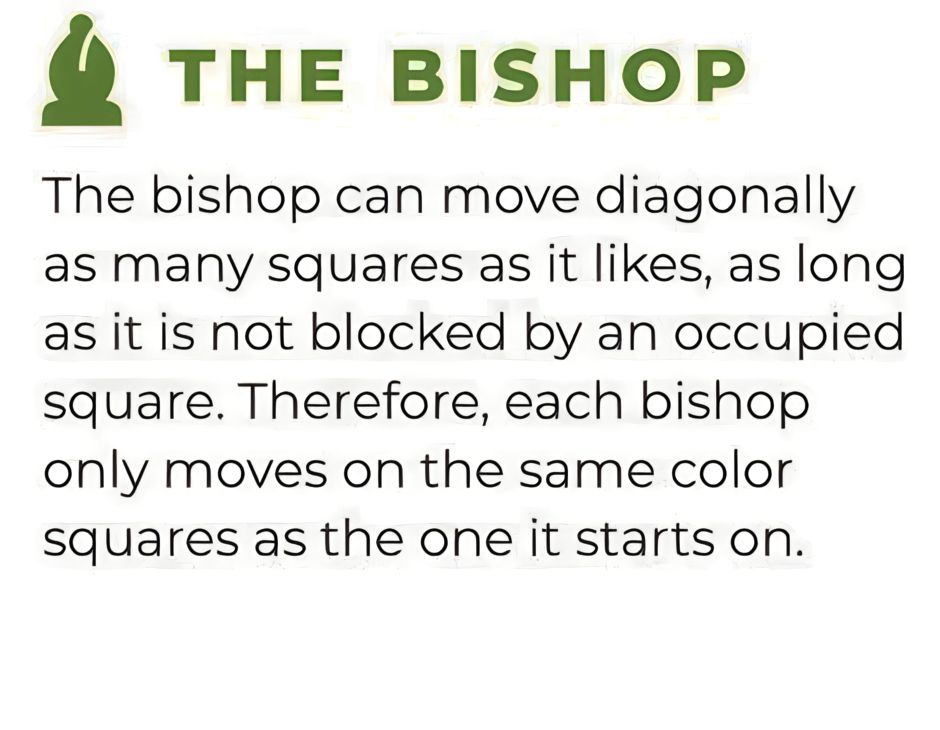 THE BISHOP
The bishop can move diagonally
as many squares as it likes, as long
as it is not blocked by an occupied
square. Therefore, each bishop
only moves on the same color
squares as the one it starts on.